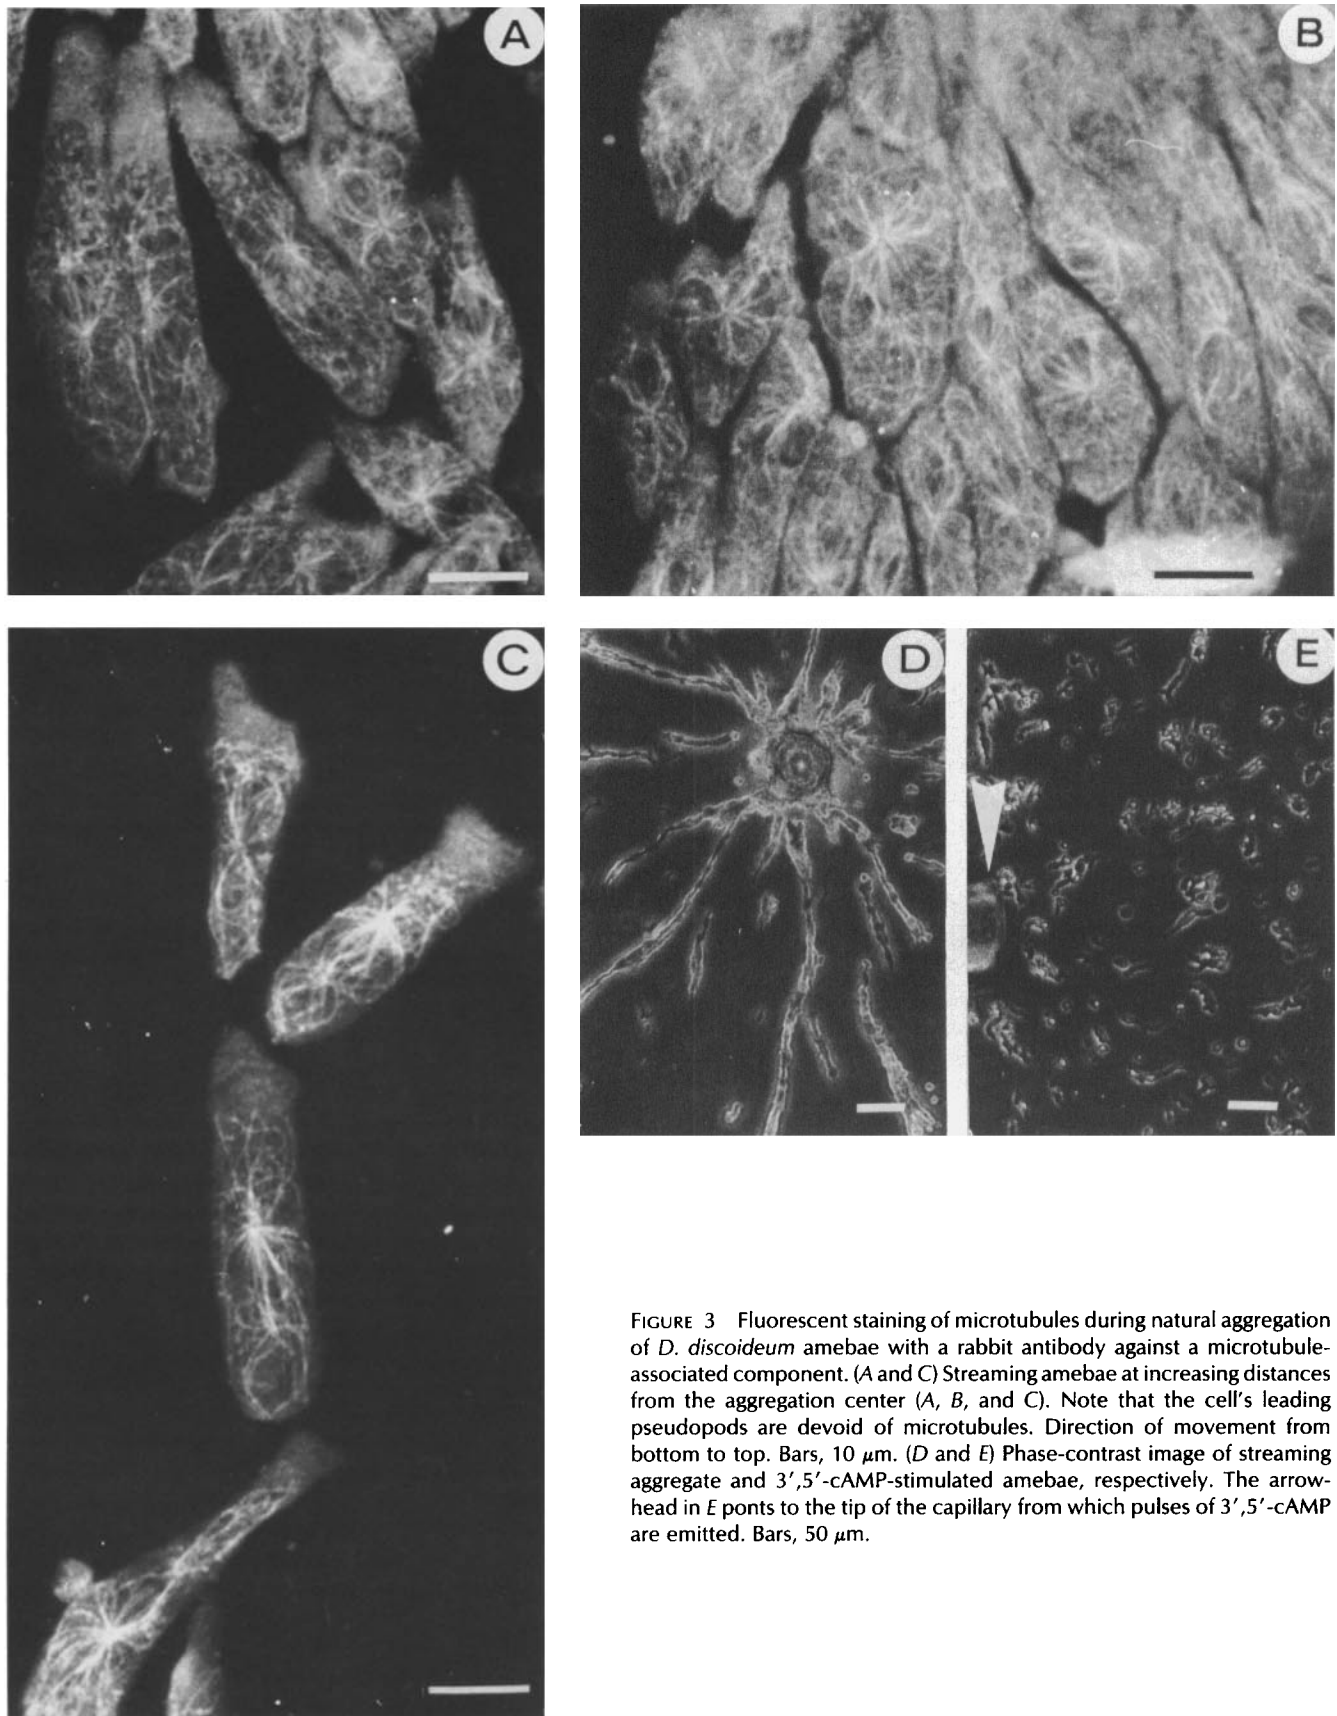 A
B
C
D
E
FIGURE 3 Fluorescent staining of microtubules during natural aggregation
of D. discoideum amebae with a rabbit antibody against a microtubule-
associated component. (A and C) Streaming amebae at increasing distances
from the aggregation center (A, B, and C). Note that the cell's leading
pseudopods are devoid of microtubules. Direction of movement from
bottom to top. Bars, 10 μm. (D and E) Phase-contrast image of streaming
aggregate and 3',5'-cAMP-stimulated amebae, respectively. The arrow-
head in E ponts to the tip of the capillary from which pulses of 3',5'-cAMP
are emitted. Bars, 50 μm.